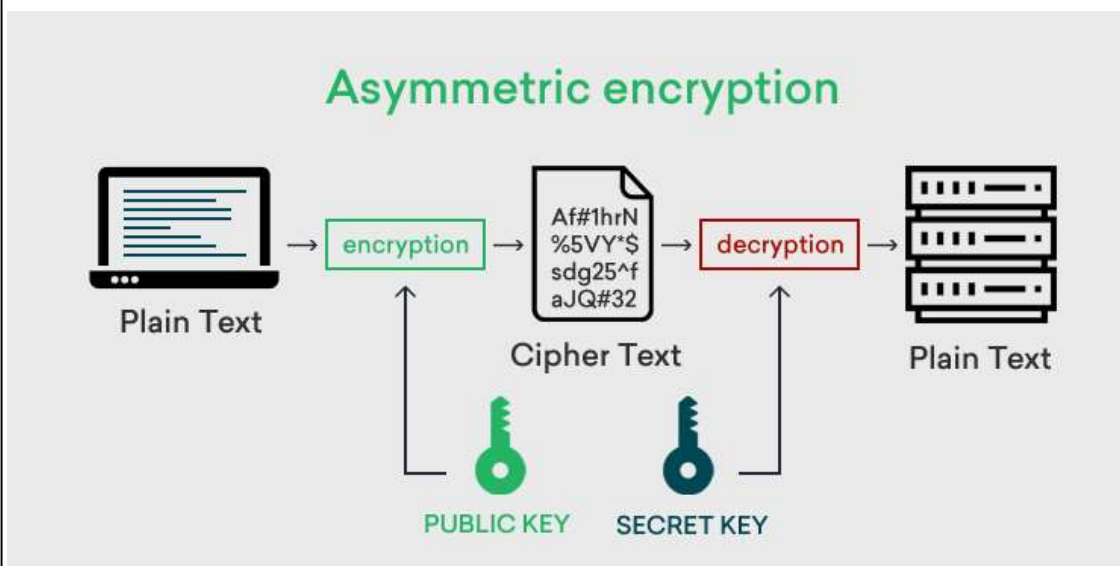 Asymmetric encryption
Plain Text
encryption
Af#1hrN
%5VY*$
sdg25^f
aJQ#32
Cipher Text
decryption
Plain Text
PUBLIC KEY
SECRET KEY